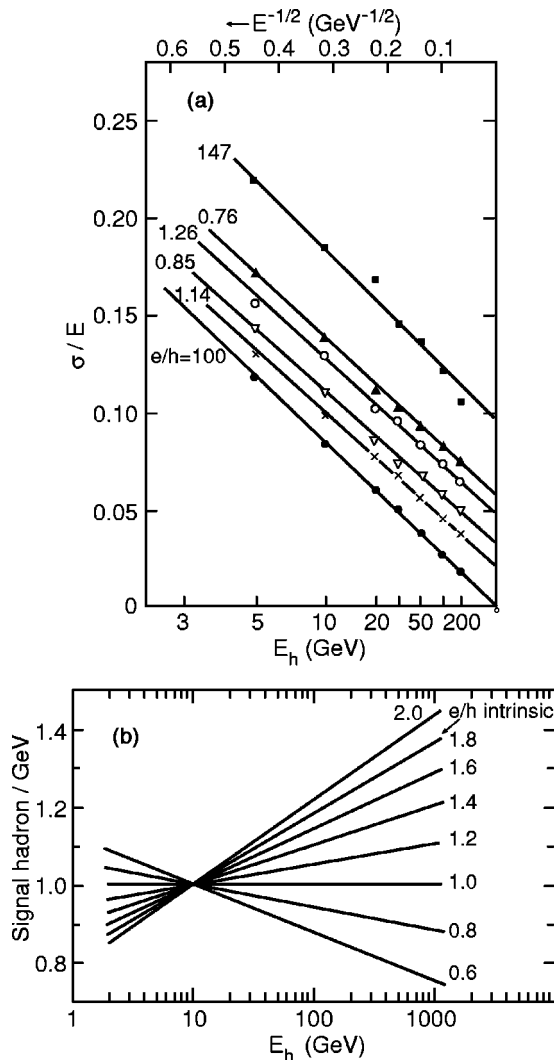 ←E⁻¹/² (GeV⁻¹/²)
0.6 0.5 0.4 0.3 0.2 0.1
(a)
0.25
147
0.20
0.76
1.26
0.85
0.15
1.14
e/h=100
σ / E
0.10
0.05
0
3 5 10 20 50 200
E_h (GeV)
(b)
2.0 e/h intrinsic
1.4
1.8
1.6
1.2
1.4
1.2
1.0
1.0
0.8
0.8
0.6
Signal hadron / GeV
1 10 100 1000
E_h (GeV)